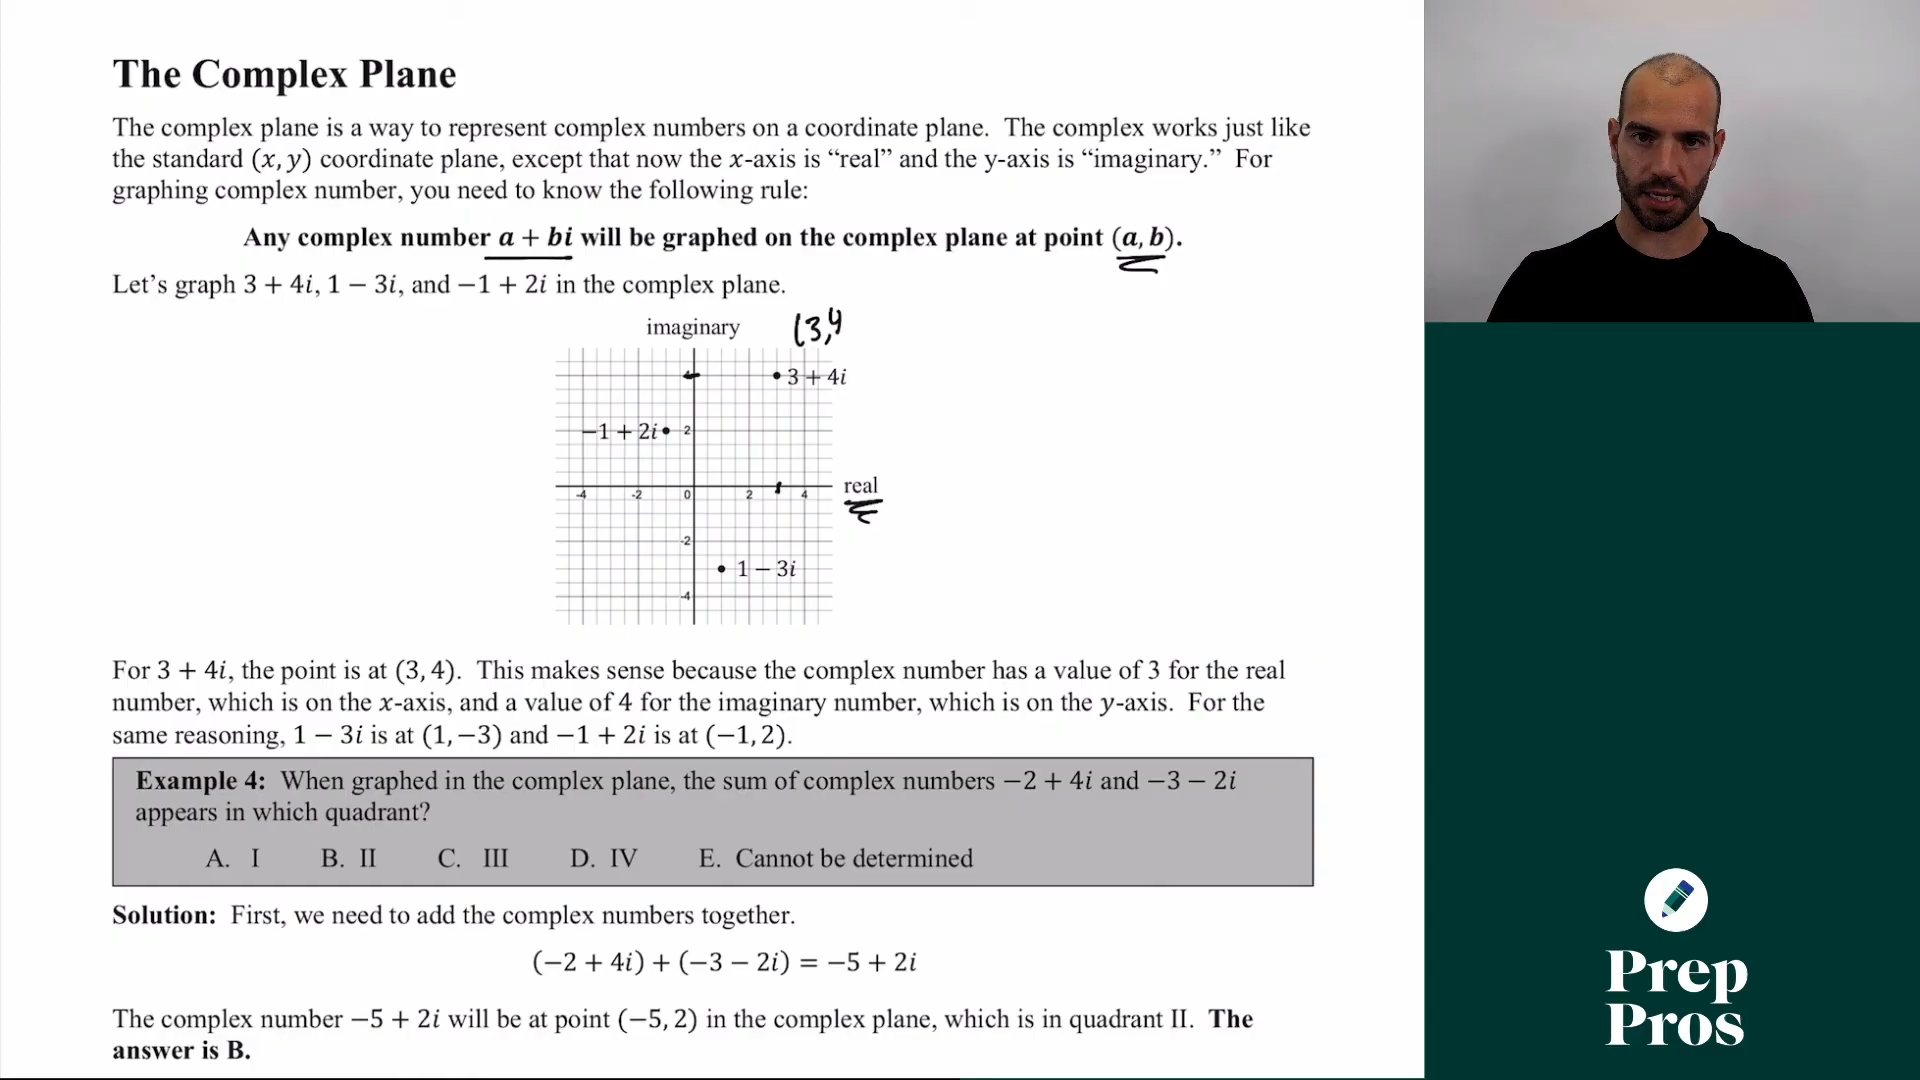 The Complex Plane
The complex plane is a way to represent complex numbers on a coordinate plane. The complex works just like
the standard (x, y) coordinate plane, except that now the x-axis is “real” and the y-axis is “imaginary.” For
graphing complex number, you need to know the following rule:
Any complex number a + bi will be graphed on the complex plane at point (a, b).
Let’s graph 3 + 4i, 1 − 3i, and −1 + 2i in the complex plane.
imaginary (3,4
3 + 4i
−1 + 2i 2
real
-4 -2 0 2 4
-2
1 − 3i
-4
For 3 + 4i, the point is at (3, 4). This makes sense because the complex number has a value of 3 for the real
number, which is on the x-axis, and a value of 4 for the imaginary number, which is on the y-axis. For the
same reasoning, 1 − 3i is at (1, −3) and −1 + 2i is at (−1, 2).
Example 4: When graphed in the complex plane, the sum of complex numbers −2 + 4i and −3 − 2i
appears in which quadrant?
A. I B. II C. III D. IV E. Cannot be determined
Solution: First, we need to add the complex numbers together.
(−2 + 4i) + (−3 − 2i) = −5 + 2i
The complex number −5 + 2i will be at point (−5, 2) in the complex plane, which is in quadrant II. The
answer is B.
Prep
Pros